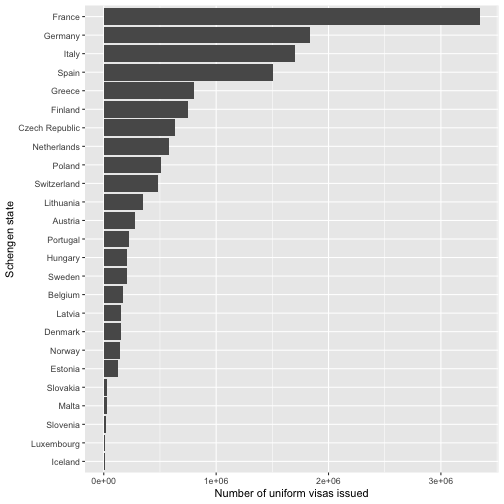 France
Germany
Italy
Spain
Greece
Finland
Czech Republic
Netherlands
Poland
Switzerland
Lithuania
Austria
Portugal
Hungary
Sweden
Belgium
Latvia
Denmark
Norway
Estonia
Slovakia
Malta
Slovenia
Luxembourg
Iceland
Schengen state
0e+00 1e+06 2e+06 3e+06
Number of uniform visas issued